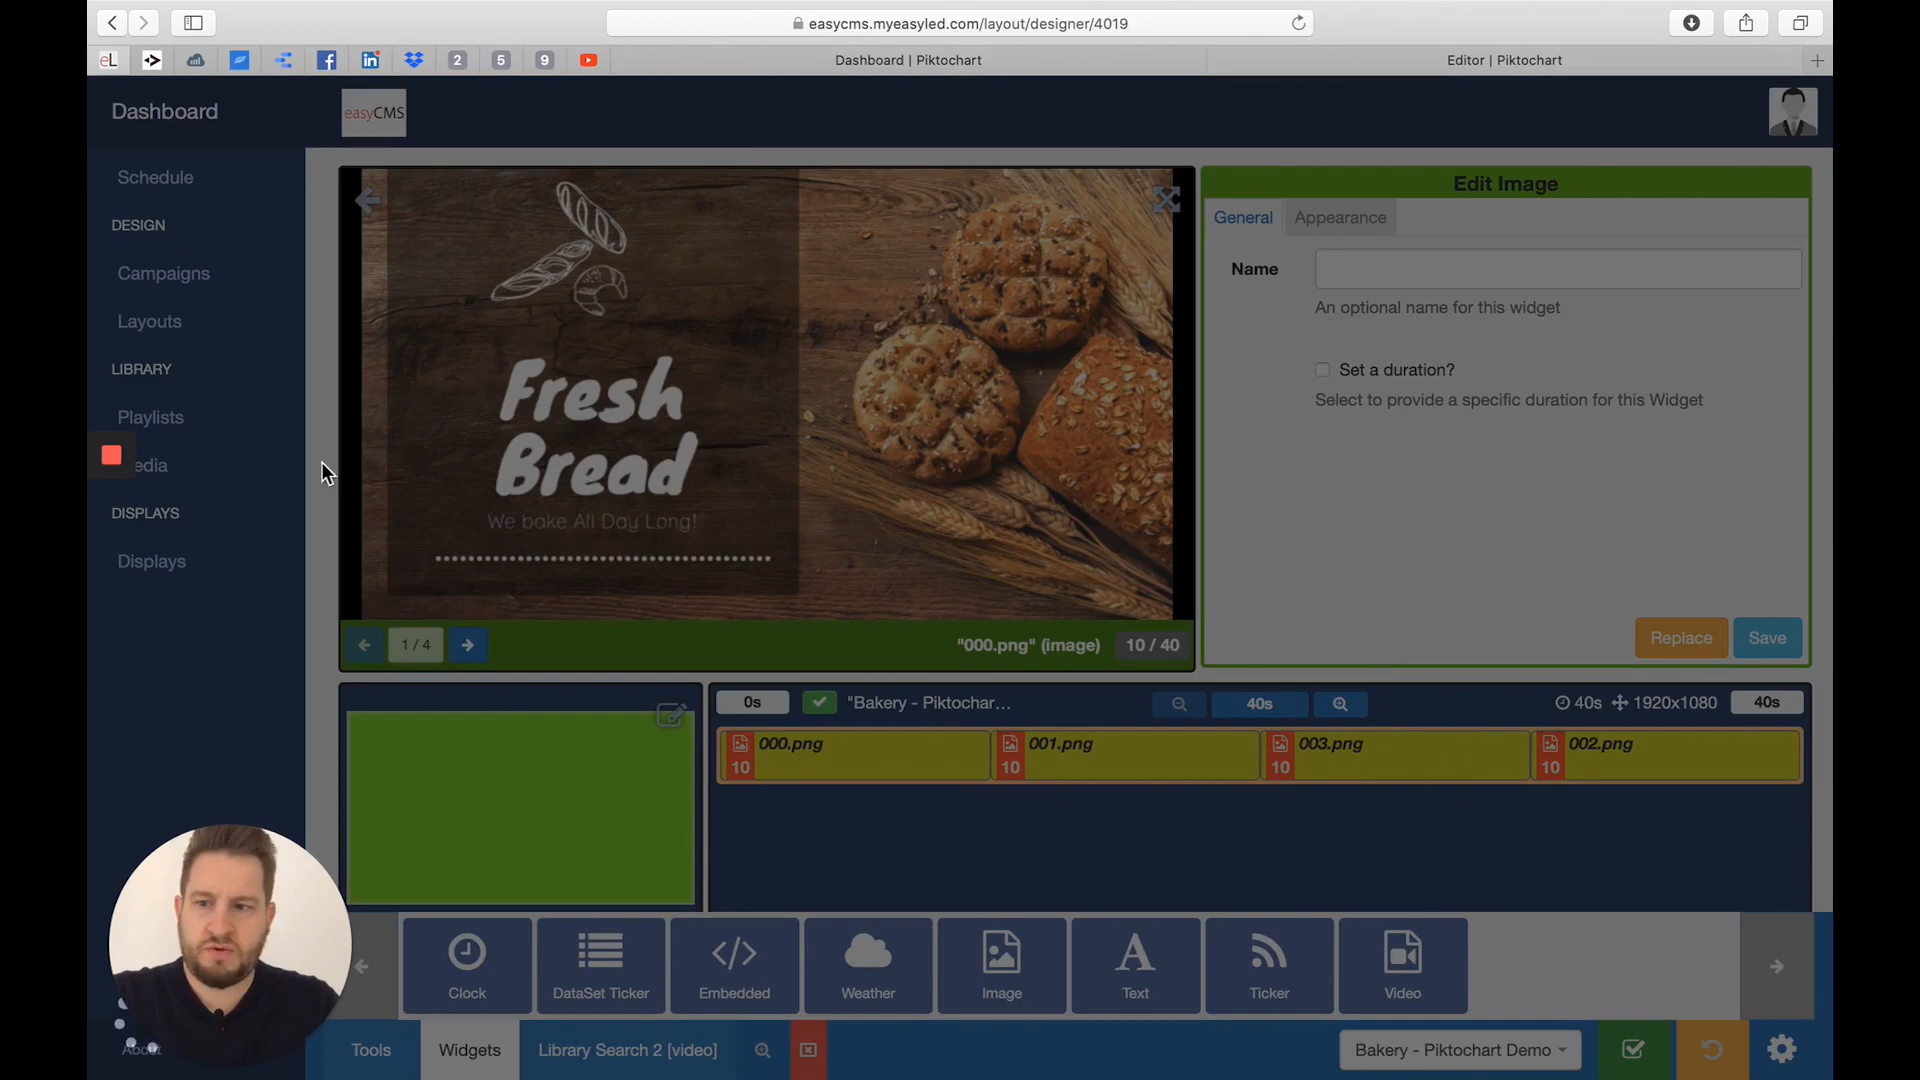 easycms.myeasyled.com/layout/designer/4019
eL
2
5
9
Dashboard | Piktochart
Editor | Piktochart
Dashboard
easyCMS
Schedule
DESIGN
Campaigns
Layouts
LIBRARY
Playlists
edia
DISPLAYS
Displays
Fresh
Bread
We bake All Day Long!
1 / 4
"000.png" (image)
10 / 40
Edit Image
General
Appearance
Name
An optional name for this widget
Set a duration?
Select to provide a specific duration for this Widget
Replace
Save
0s
"Bakery - Piktochar...
40s
40s
1920x1080
40s
000.png
10
001.png
10
003.png
10
002.png
10
Clock
DataSet Ticker
Embedded
Weather
Image
Text
Ticker
Video
Tools
Widgets
Library Search 2 [video]
Bakery - Piktochart Demo